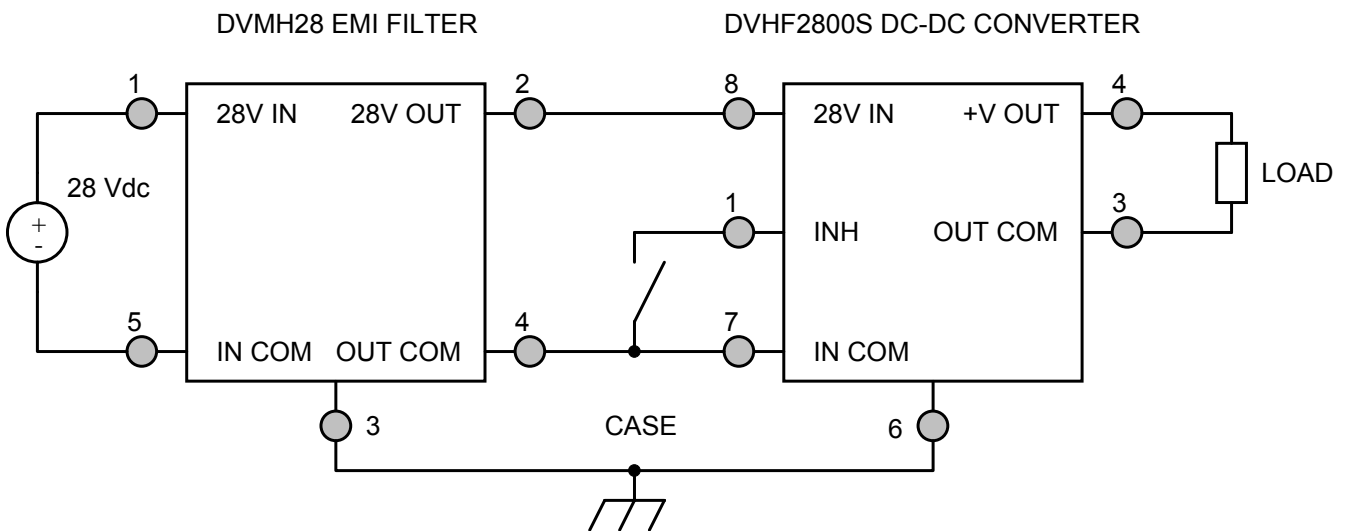 DVMH28 EMI FILTER DVHF2800S DC-DC CONVERTER
1 2 8 4
28V IN 28V OUT 28V IN +V OUT
28 Vdc LOAD
1 3
+ INH OUT COM
-
5 4 7
IN COM OUT COM IN COM
3 CASE 6